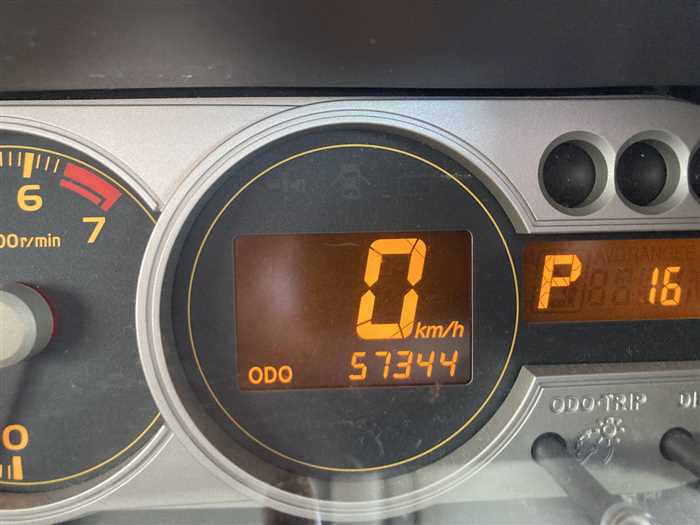 6
7
00r/min
0
0
km/h
ODO 57344
P 16
ODO·TRIP